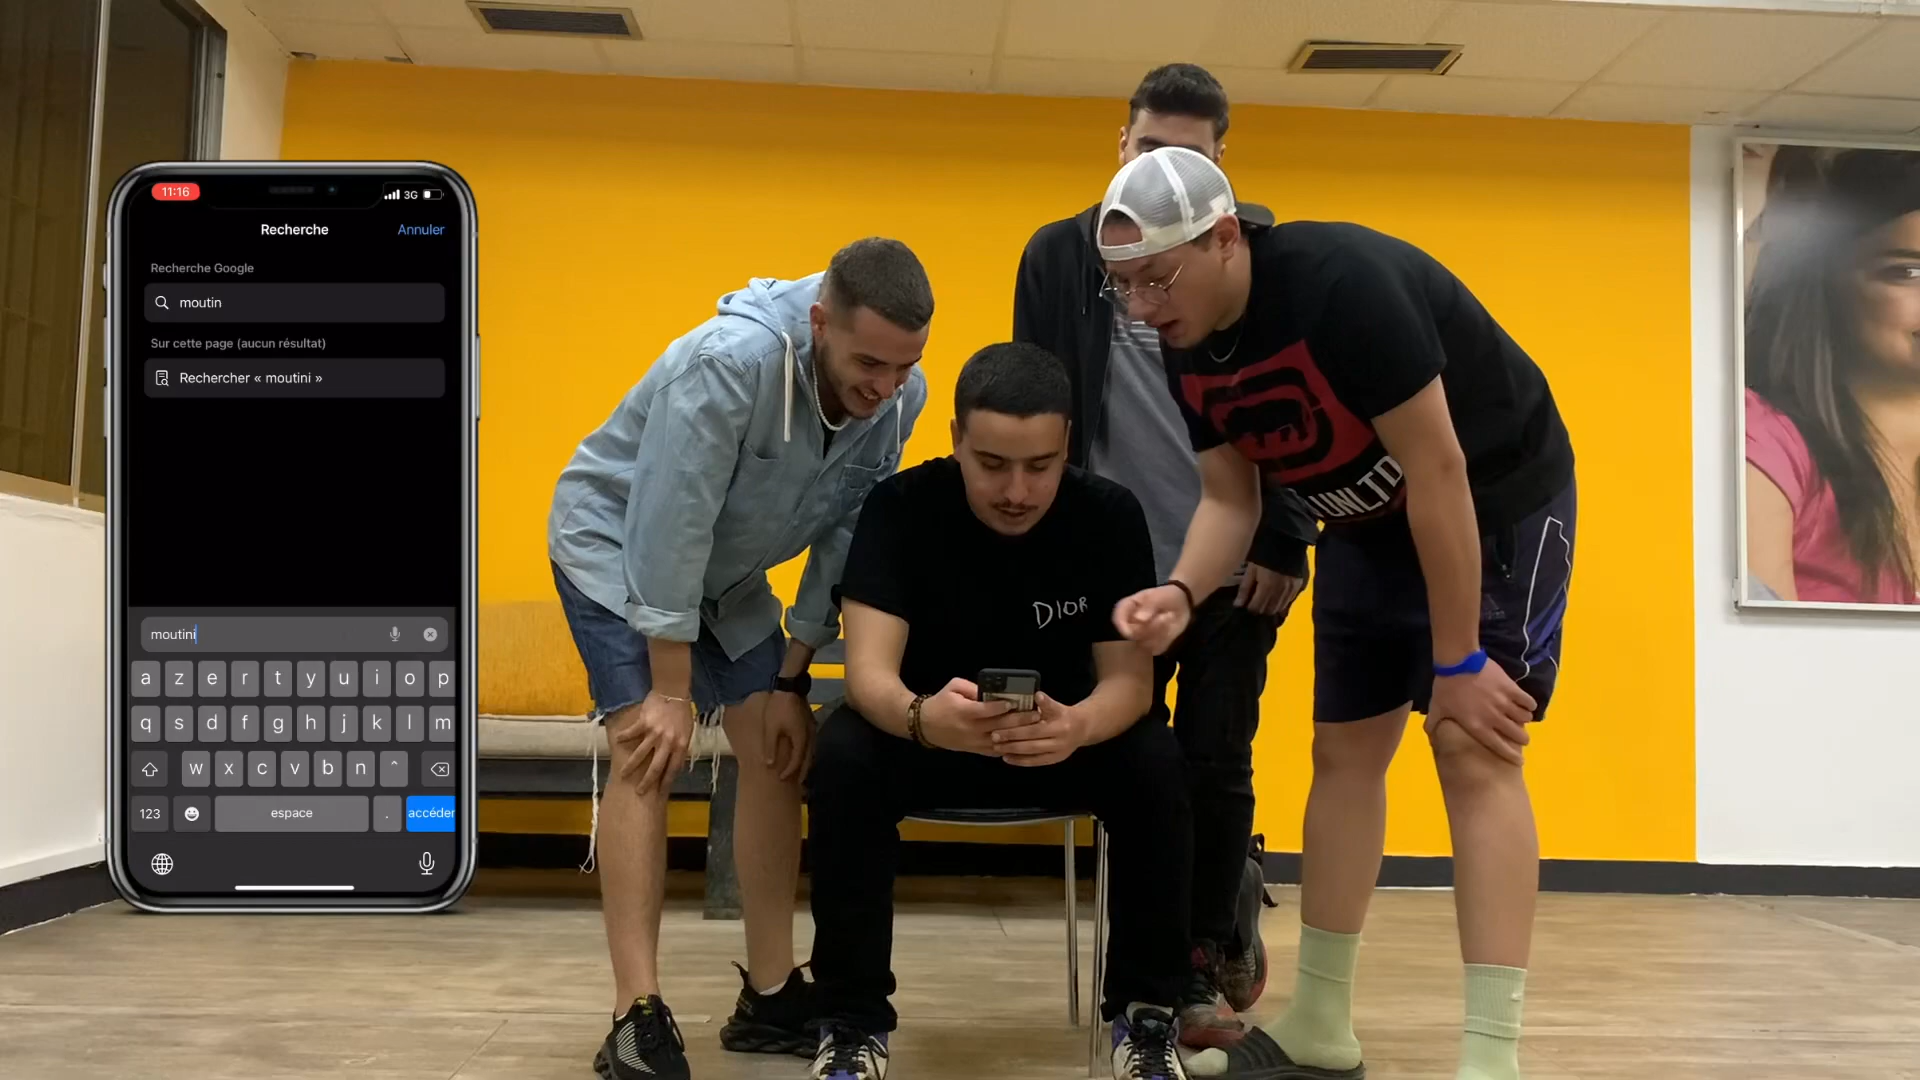 11:16
3G
Recherche
Annuler
Recherche Google
moutin
Sur cette page (aucun résultat)
Rechercher « moutini »
moutini
a z e r t y u i o p
q s d f g h j k l m
w x c v b n ^
123 espace . accéder
DIOR
UNLTD